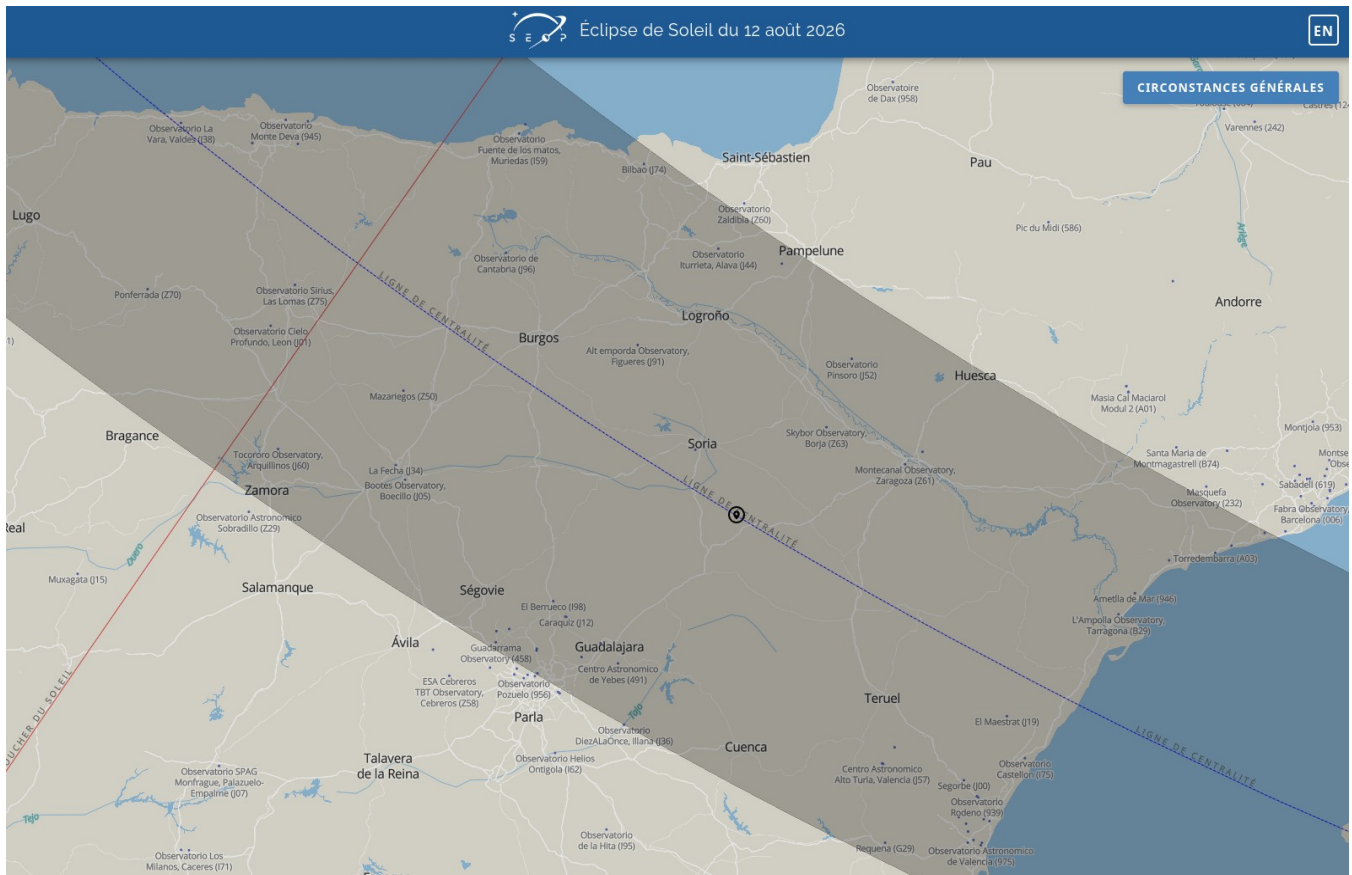 SEOP
Éclipse de Soleil du 12 août 2026
EN
CIRCONSTANCES GÉNÉRALES
Observatoire
de Dax (958)
Varennes (242)
Observatorio La
Vara, Valdés (J38)
Observatorio
Monte Deva (945)
Observatorio
Fuente de los matos,
Muriedas (I59)
Bilbao (J74)
Saint-Sébastien
Pau
Lugo
Observatorio
Zaldibia (Z60)
Pic du Midi (586)
Ariège
Observatorio de
Cantabria (J96)
Observatorio
Iturrieta, Alava (J44)
Pampelune
Ponferrada (Z70)
Observatorio Sirius,
Las Lomas (Z75)
LIGNE DE CENTRALITÉ
Andorre
Observatorio Cielo
Profundo, Leon (J01)
Burgos
Logroño
Alt emporda Observatory,
Figueres (J91)
Observatorio
Pinsoro (J52)
Huesca
Mazariegos (Z50)
Masia Cal Maciarol
Modul 2 (A01)
Bragance
Soria
Skybor Observatory,
Borja (Z63)
Montjoia (953)
Tocororo Observatory,
Arquillinos (J60)
La Fecha (J34)
Bootes Observatory,
Boecillo (J05)
Montecanal Observatory,
Zaragoza (Z61)
Santa Maria de
Montmagastrell (B74)
Zamora
LIGNE DE CENTRALITÉ
Masquefa
Observatory (232)
Sabadell (619)
Observatorio Astronomico
Sobradillo (Z29)
Fabra Observatory,
Barcelona (006)
Duero
Torredembarra (A03)
Muxagata (J15)
Salamanque
Ségovie
El Berrueco (I98)
Caraquiz (J12)
Ametlla de Mar (946)
L'Ampolla Observatory,
Tarragona (B29)
Ávila
Guadarrama
Observatory (458)
Guadalajara
Centro Astronomico
de Yebes (491)
ESA Cebreros
TBT Observatory,
Cebreros (Z58)
Observatorio
Pozuelo (956)
Tajo
Teruel
Parla
El Maestrat (J19)
Observatorio
DiezALaOnce, Illana (J36)
Cuenca
LIGNE DE CENTRALITÉ
OUCHER DU SOLEIL
Talavera
de la Reina
Observatorio Helios
Ontigola (I62)
Observatorio SPAG
Monfrague, Palazuelo-
Empalme (J07)
Centro Astronomico
Alto Turia, Valencia (J57)
Observatorio
Castellon (I75)
Segorbe (J00)
Observatorio
Rodeno (939)
Tejo
Observatorio
de la Hita (I95)
Requena (G29)
Observatorio Astronomico
de Valencia (975)
Observatorio Los
Milanos, Caceres (I71)